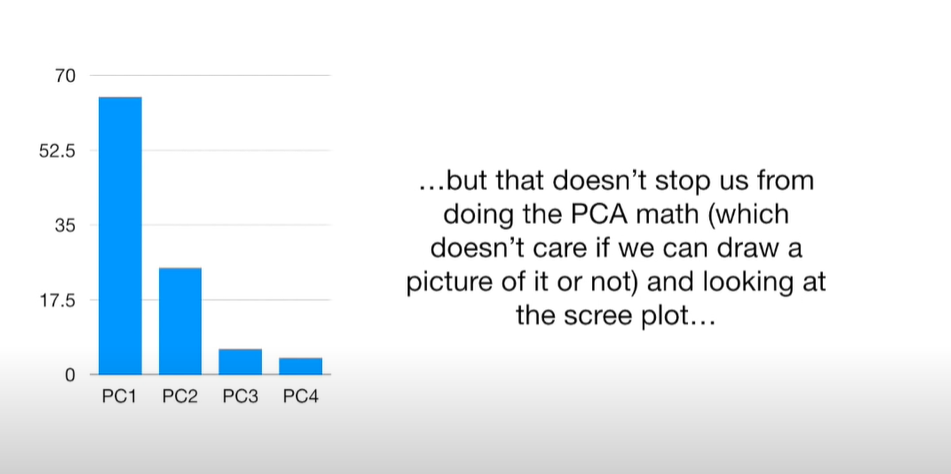 70
52.5
35
17.5
0
PC1 PC2 PC3 PC4
…but that doesn’t stop us from
doing the PCA math (which
doesn’t care if we can draw a
picture of it or not) and looking at
the scree plot…